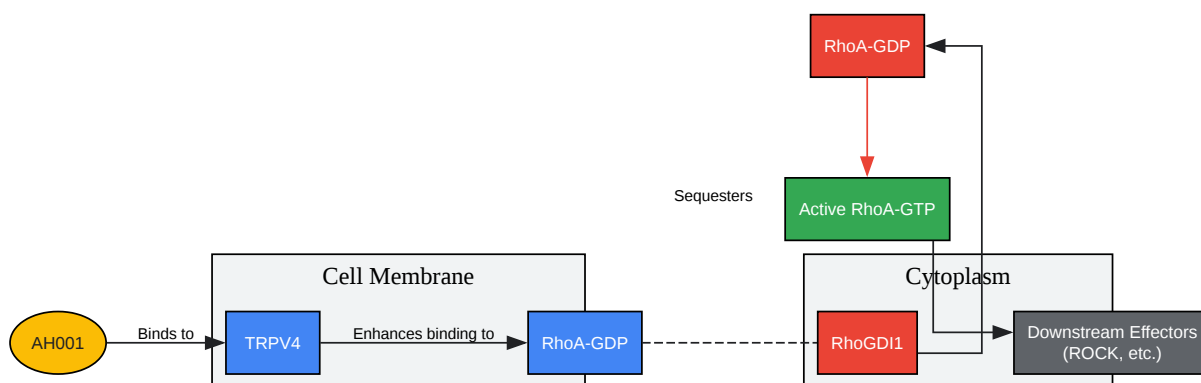 RhoA-GDP
Sequesters
Active RhoA-GTP
Cell Membrane
Cytoplasm
AH001
Binds to
TRPV4
Enhances binding to
RhoA-GDP
RhoGDI1
Downstream Effectors
(ROCK, etc.)